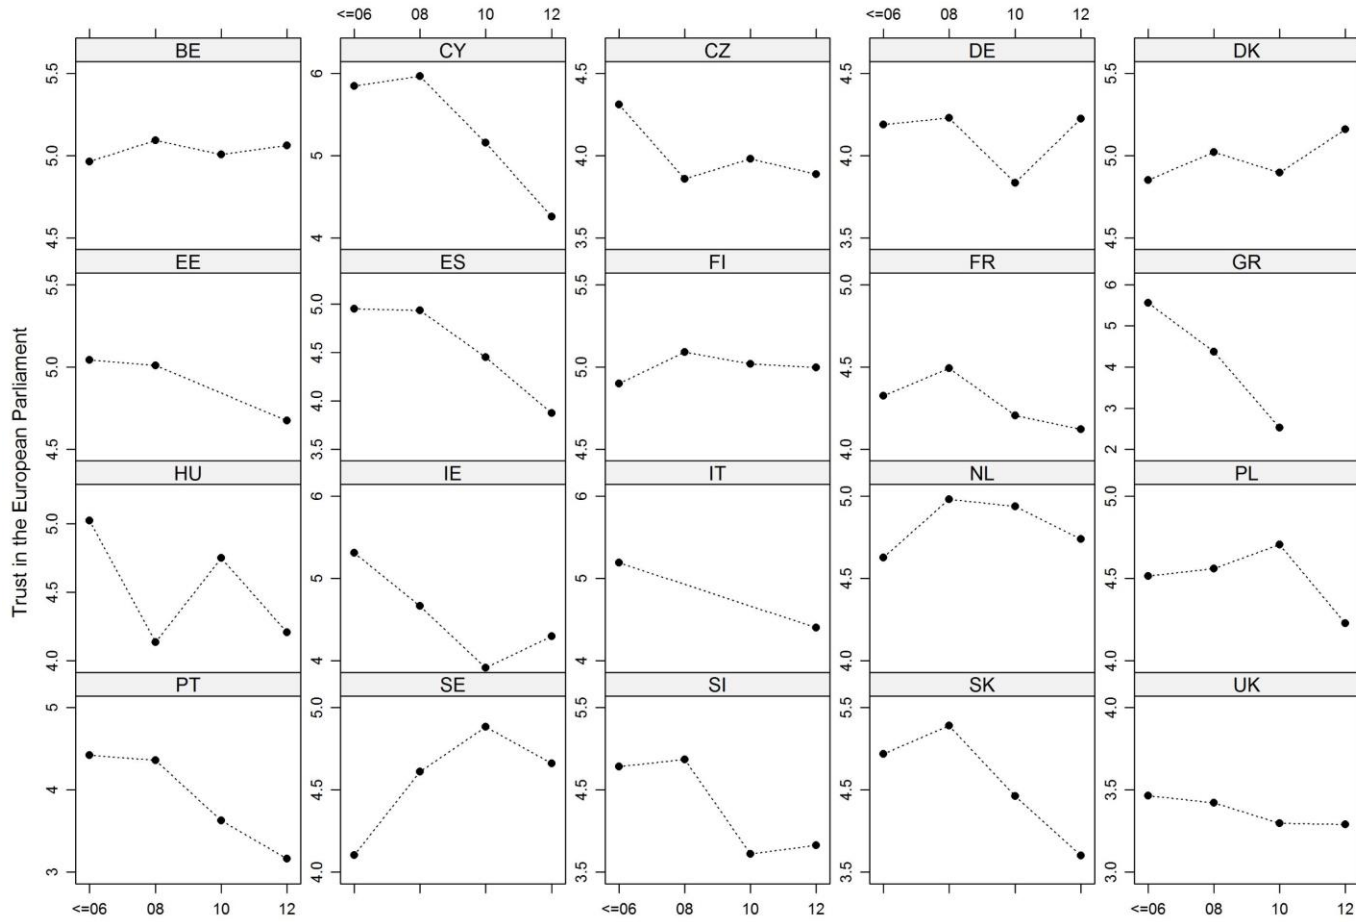 <=06 08 10 12 <=06 08 10 12
BE CY CZ DE DK
5.5 6 4.5 4.5 5.5
5.0 5 4.0 4.0 5.0
4.5 4 3.5 3.5 4.5
EE ES FI FR GR
5.5 5.0 5.5 5.0 6
5.0 4.5 5.0 4.5 5
4.5 4.0 4.5 4.0 4
3.5 3
2
Trust in the European Parliament
HU IE IT NL PL
5.0 6 6 5.0 5.0
4.5 5 5 4.5 4.5
4.0 4 4 4.0 4.0
PT SE SI SK UK
5 5.0 5.5 5.5 4.0
4 4.5 4.5 4.5 3.5
3 4.0 3.5 3.5 3.0
<=06 08 10 12 <=06 08 10 12 <=06 08 10 12